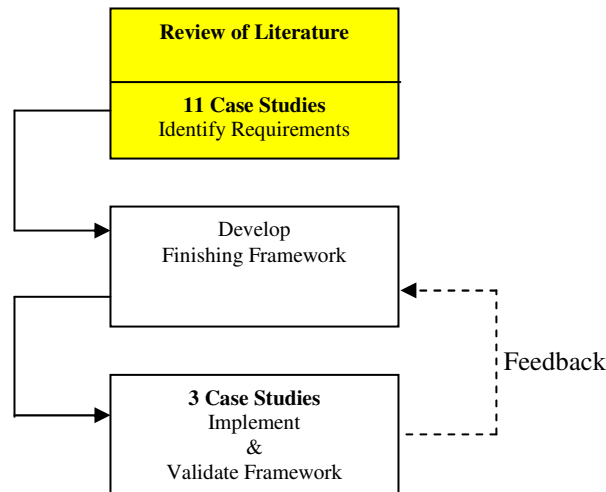 Review of Literature
11 Case Studies
Identify Requirements
Develop
Finishing Framework
Feedback
3 Case Studies
Implement
&
Validate Framework